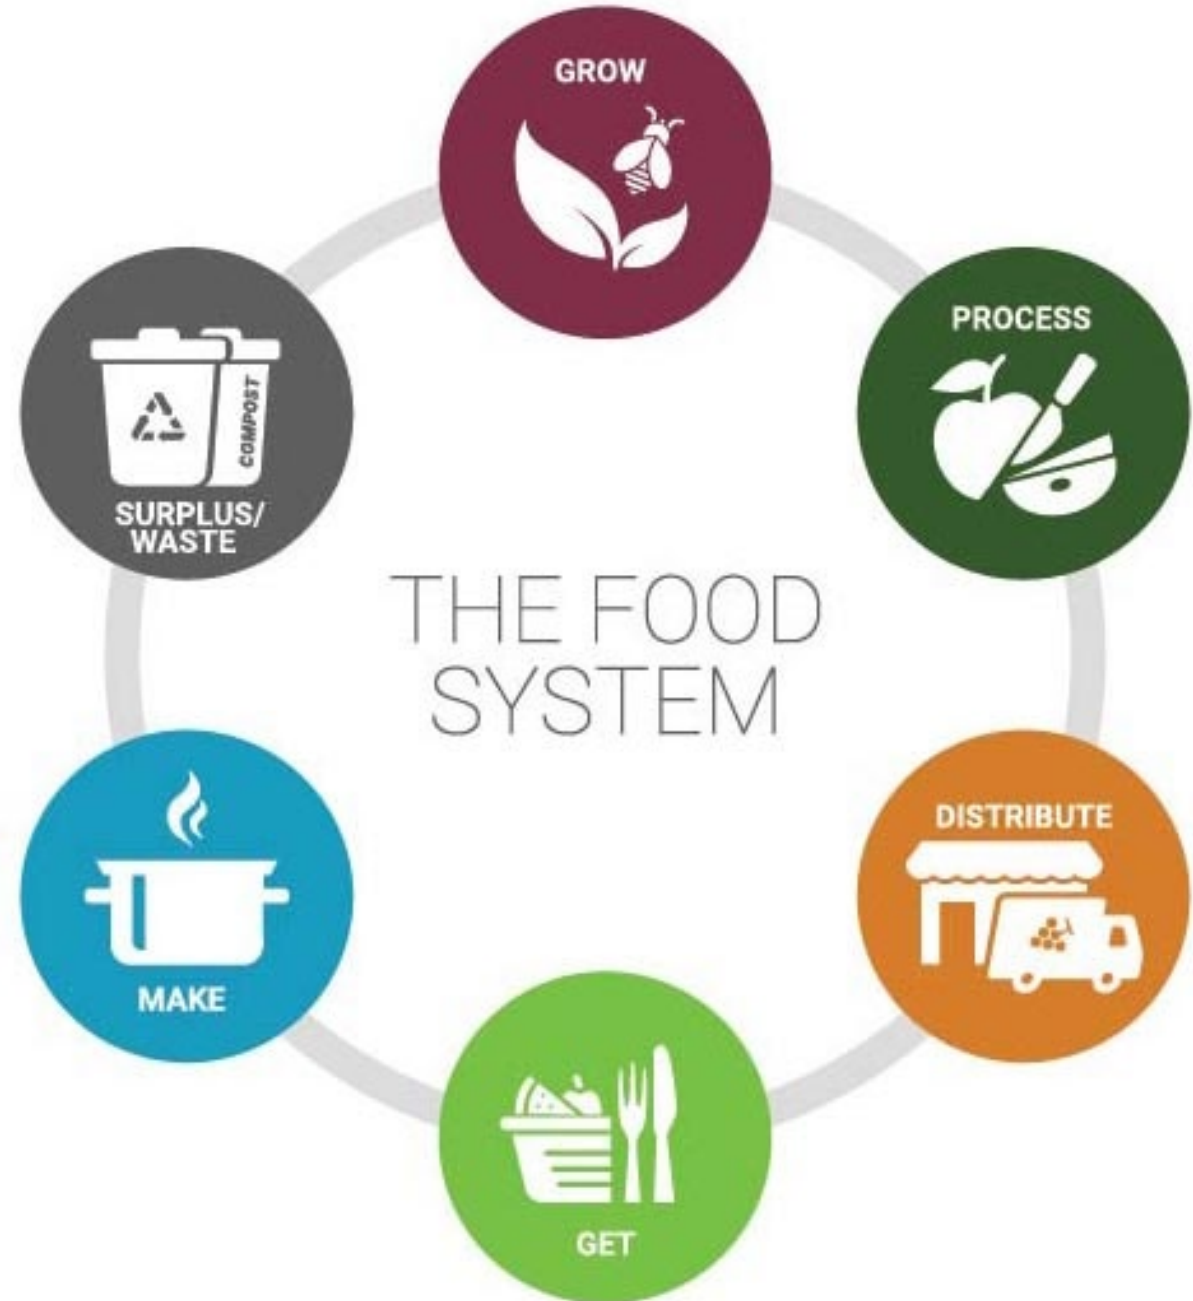 GROW
PROCESS
DISTRIBUTE
GET
MAKE
COMPOST
SURPLUS/
WASTE
THE FOOD
SYSTEM